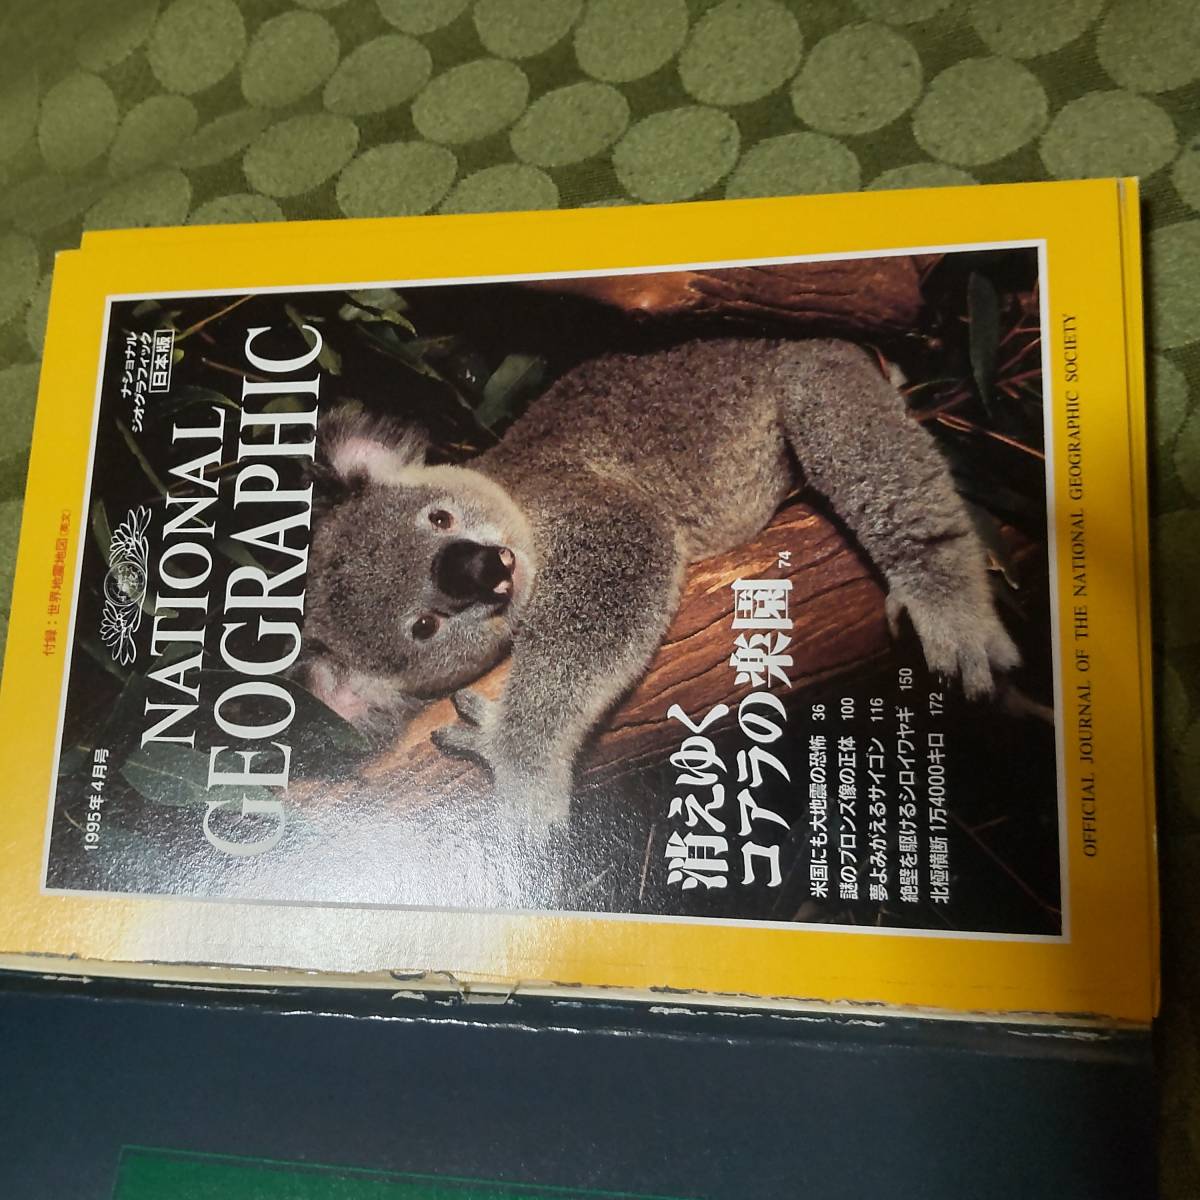 付録：世界地震地図（英文）
1995年4月号
ナショナル
ジオグラフィック
日本版
NATIONAL
GEOGRAPHIC
消えゆく
コアラの楽園 74
米国にも大地震の恐怖 36
謎のブロンズ像の正体 100
夢よみがえるサイゴン 116
絶壁を駆けるシロイワヤギ 150
北極横断1万4000キロ 172
OFFICIAL JOURNAL OF THE NATIONAL GEOGRAPHIC SOCIETY